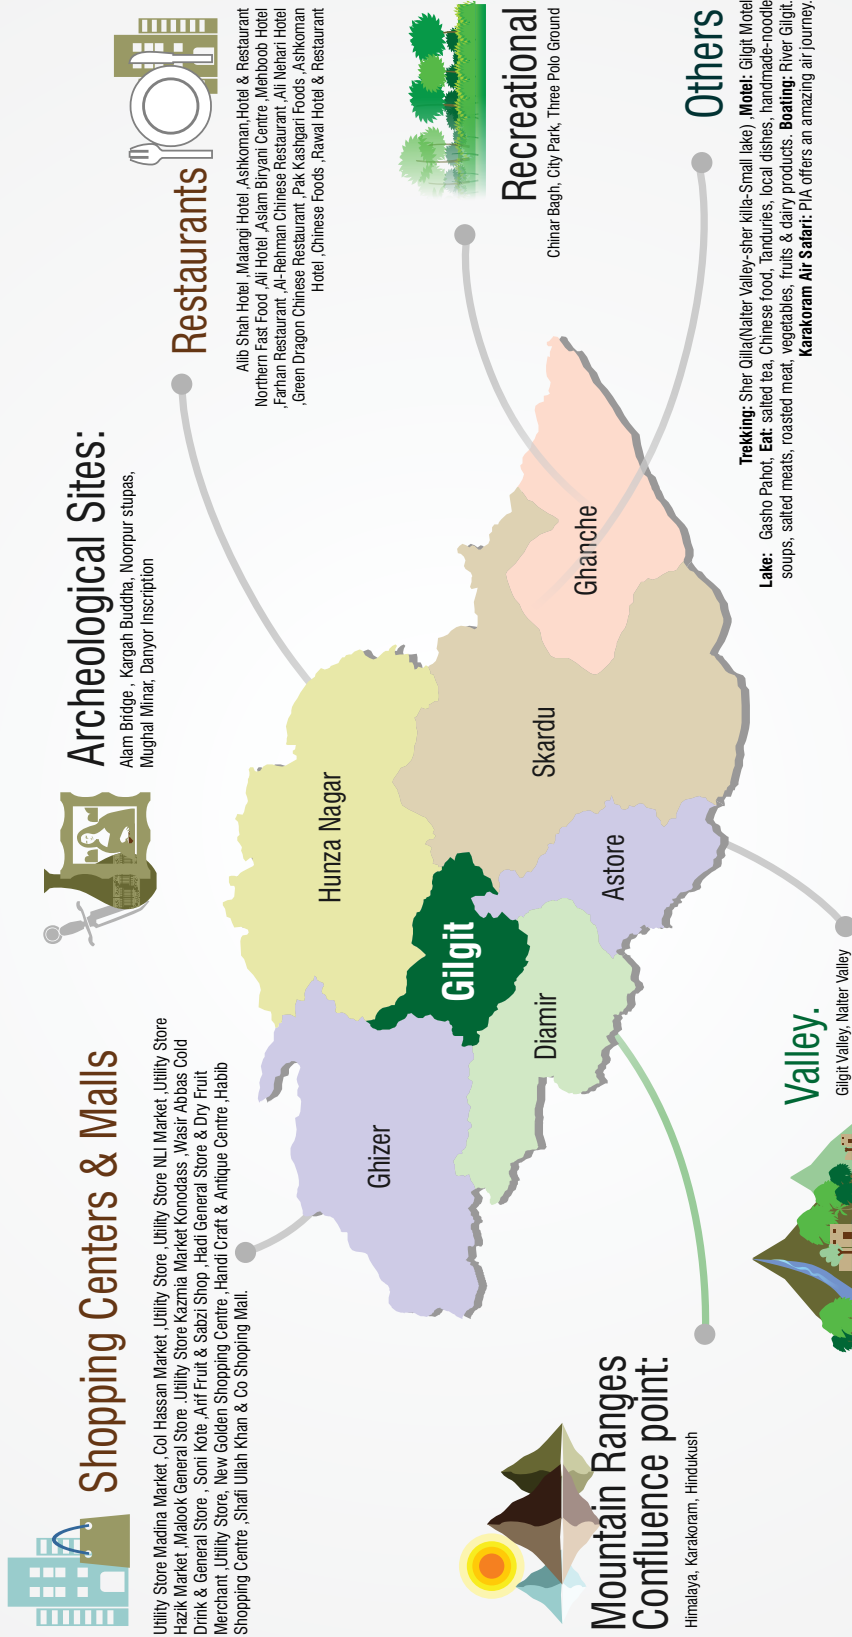 Shopping Centers & Malls
Utility Store Madina Market ,Col Hassan Market ,Utility Store ,Utility Store NLI Market ,Utility Store
Hazik Market ,Malook General Store .Utility Store Kazmia Market Konodass ,Wasir Abbas Cold
Drink & General Store , Soni Kote ,Arif Fruit & Sabzi Shop ,Hadi General Store & Dry Fruit
Merchant ,Utility Store, New Golden Shopping Centre ,Handi Craft & Antique Centre ,Habib
Shopping Centre ,Shafi Ullah Khan & Co Shoping Mall.
Archeological Sites:
Alam Bridge , Kargah Buddha, Noorpur stupas,
Mughal Minar, Danyor Inscription
Restaurants
Alib Shah Hotel ,Malangi Hotel ,Ashkoman,Hotel & Restaurant
Northern Fast Food ,Ali Hotel ,Aslam Biryani Centre ,Mehboob Hotel
,Farhan Restaurant ,Al-Rehman Chinese Restaurant ,Ali Nehari Hotel
,Green Dragon Chinese Restaurant ,Pak Kashgari Foods ,Ashkoman
Hotel ,Chinese Foods ,Rawal Hotel & Restaurant
Ghizer
Hunza Nagar
Gilgit
Diamir
Astore
Skardu
Ghanche
Recreational
Chinar Bagh, City Park, Three Polo Ground
Mountain Ranges
Confluence point:
Himalaya, Karakoram, Hindukush
Valley.
Gilgit Valley, Nalter Valley
Others
Trekking: Sher Qilla(Nalter Valley-sher killa-Small lake) ,Motel: Gilgit Motel
Lake: Gasho Pahot, Eat: salted tea, Chinese food, Tanduries, local dishes, handmade-noodle
soups, salted meats, roasted meat, vegetables, fruits & dairy products. Boating: River Gilgit.
Karakoram Air Safari: PIA offers an amazing air journey.